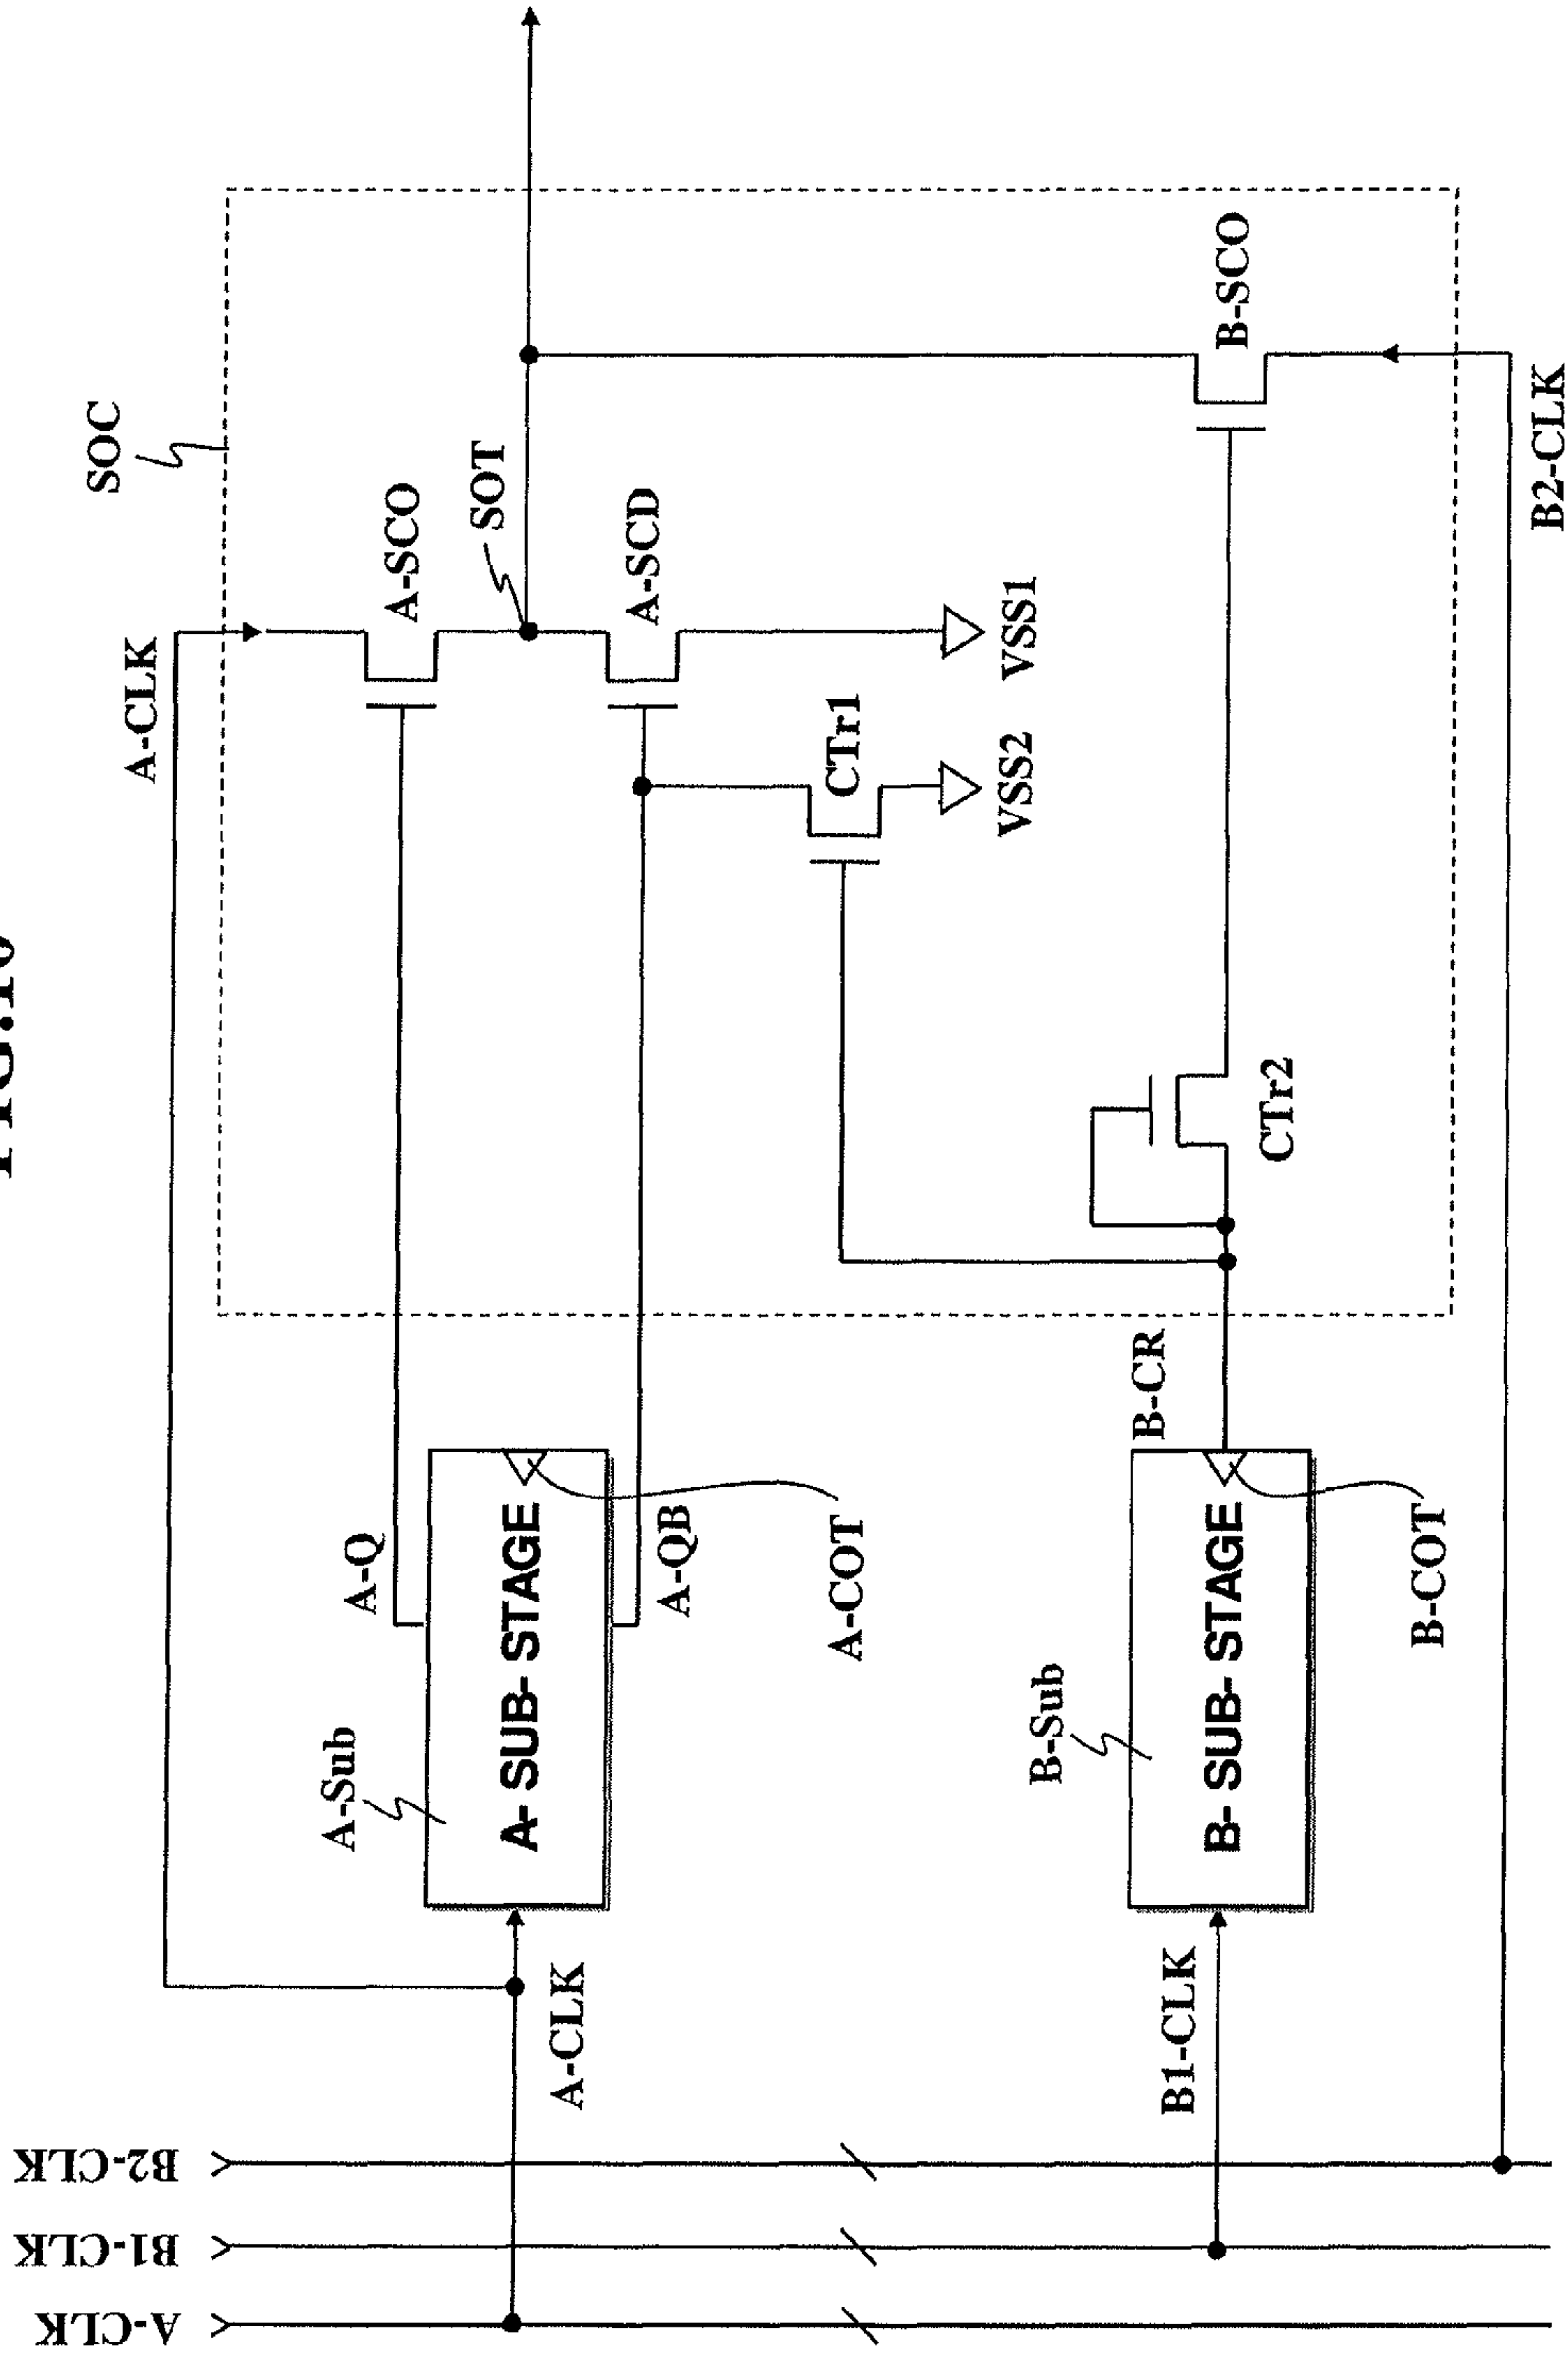 A-CLK
B1-CLK
B2-CLK
A-CLK
SOC
A-Sub
A-Q
A-SCO
A- SUB- STAGE
SOT
A-CLK
A-QB
A-SCD
A-COT
CTr1
VSS2
VSS1
B-Sub
B-CR
B1-CLK
B- SUB- STAGE
CTr2
B-SCO
B-COT
B2-CLK